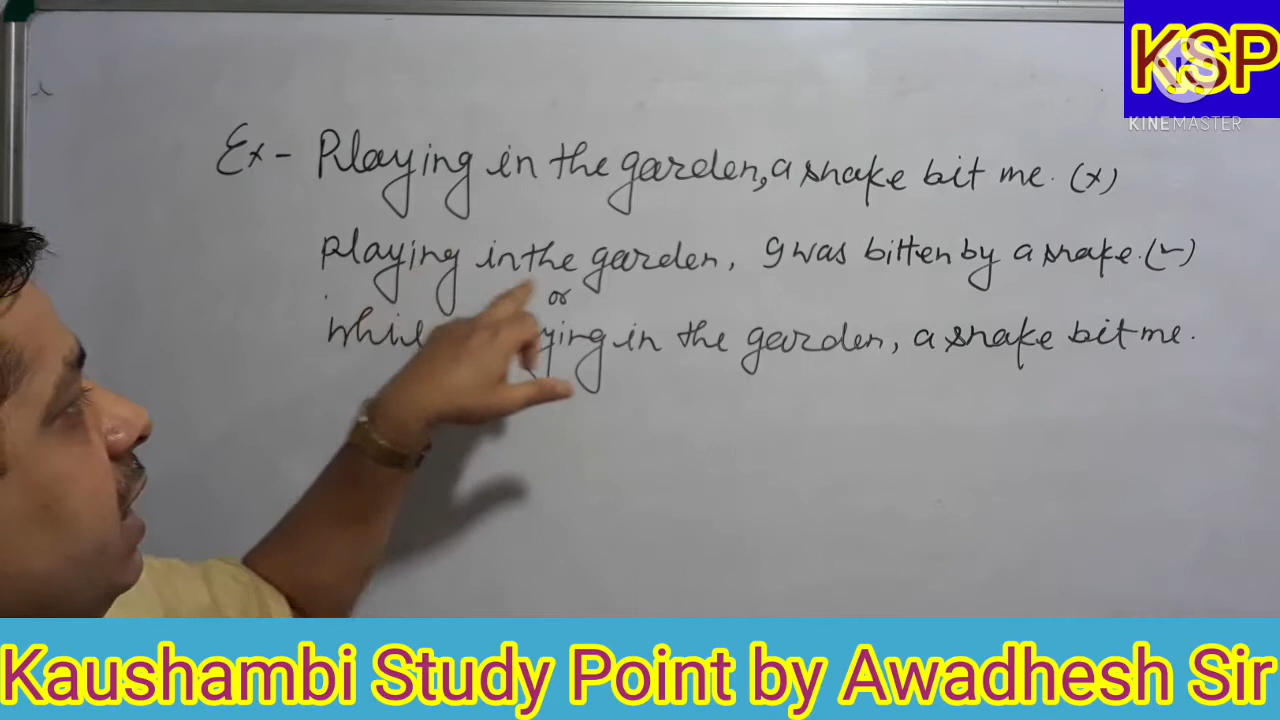 KSP
KINEMASTER
Ex- Playing in the garden, a snake bit me. (x)
Playing in the garden, I was bitten by a snake. (✓)
or
in the garden, a snake bit me.
Kaushambi Study Point by Awadhesh Sir